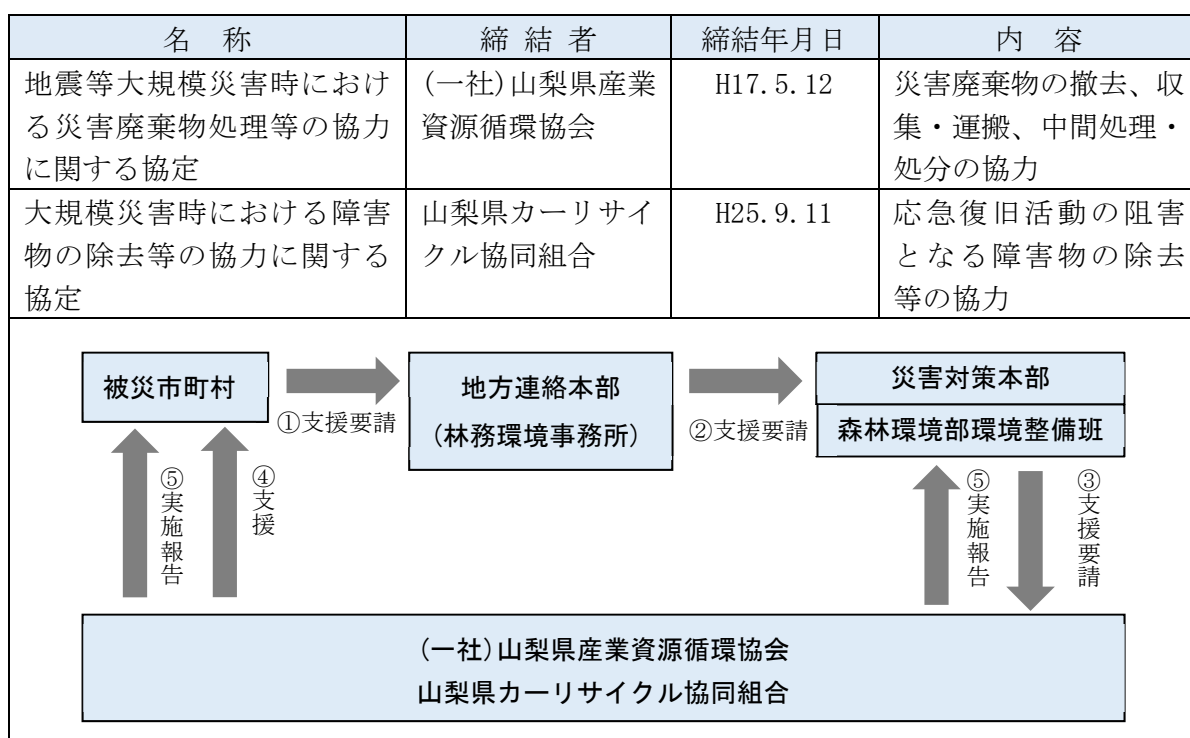 名　称
締 結 者
締結年月日
内　容
地震等大規模災害時におけ
る災害廃棄物処理等の協力
に関する協定
(一社)山梨県産業
資源循環協会
H17.5.12
災害廃棄物の撤去、収
集・運搬、中間処理・
処分の協力
大規模災害時における障害
物の除去等の協力に関する
協定
山梨県カーリサイ
クル協同組合
H25.9.11
応急復旧活動の阻害
となる障害物の除去
等の協力
被災市町村
①支援要請
地方連絡本部
(林務環境事務所)
②支援要請
災害対策本部
森林環境部環境整備班
⑤実施報告
④支援
⑤実施報告
③支援要請
(一社)山梨県産業資源循環協会
山梨県カーリサイクル協同組合